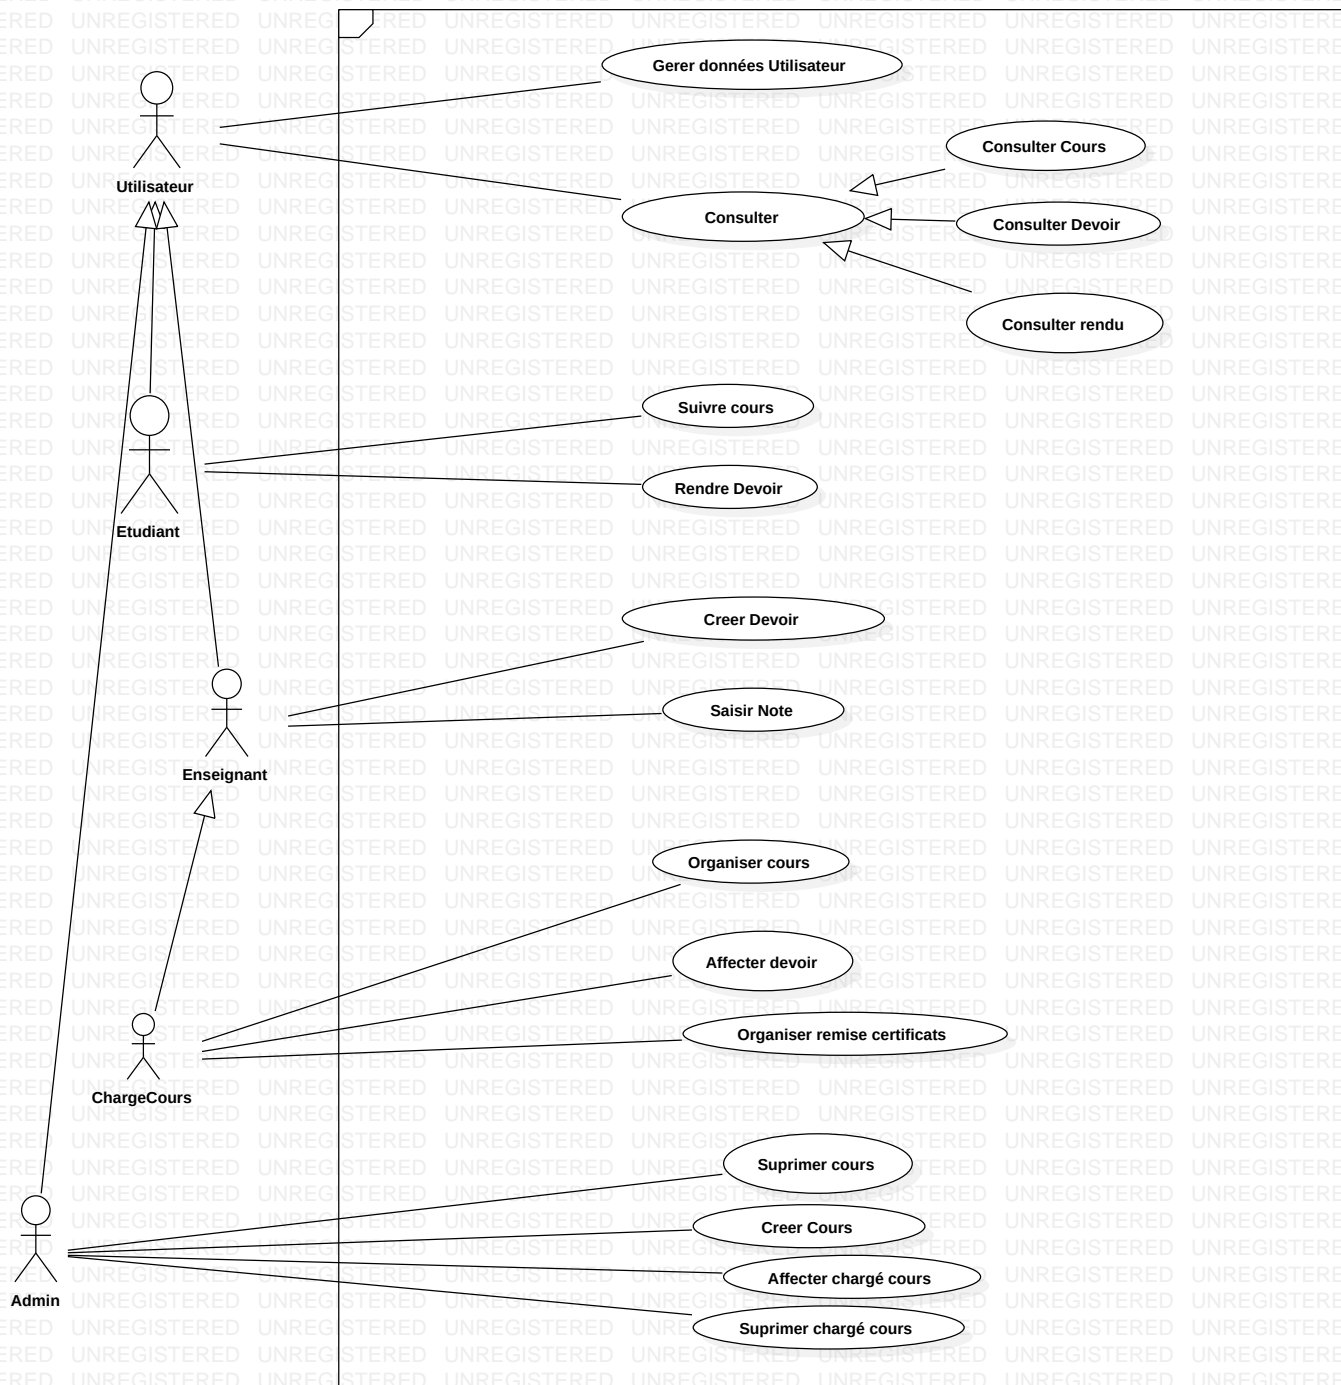 Gerer données Utilisateur
Utilisateur
Consulter Cours
Consulter
Consulter Devoir
Consulter rendu
Suivre cours
Rendre Devoir
Etudiant
Creer Devoir
Saisir Note
Enseignant
Organiser cours
Affecter devoir
Organiser remise certificats
ChargeCours
Suprimer cours
Creer Cours
Affecter chargé cours
Admin
Suprimer chargé cours
UNREGISTERED